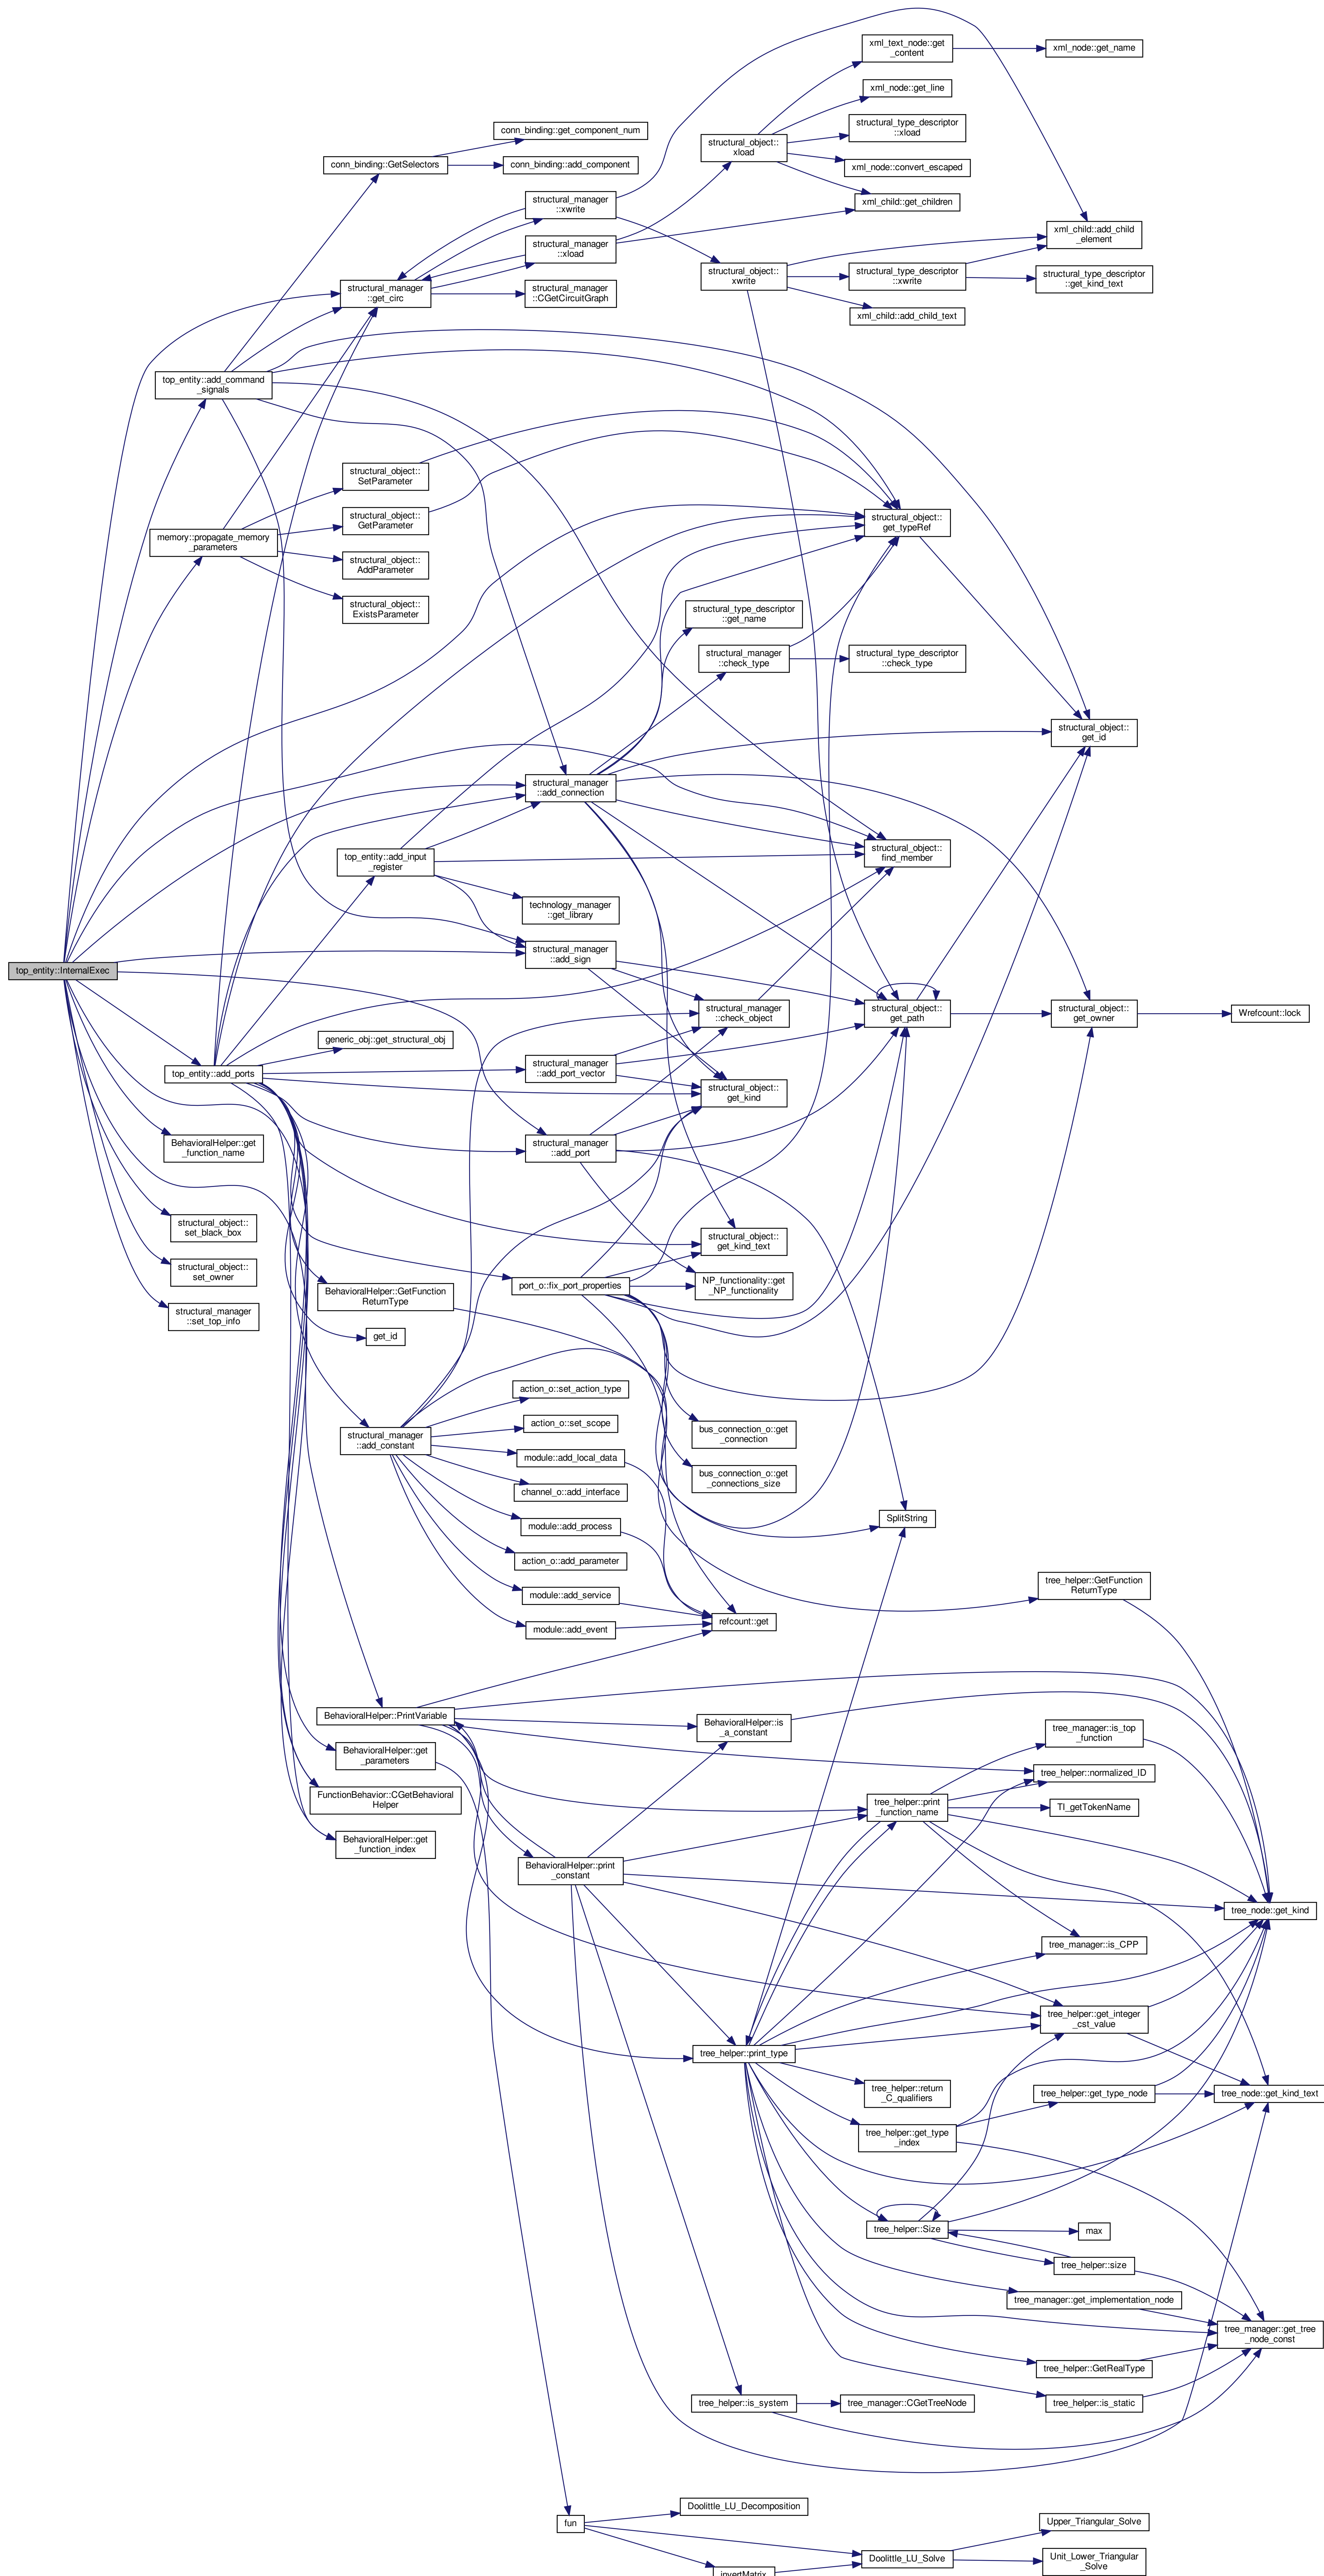 xml_text_node::get
_content
xml_node::get_name
xml_node::get_line
conn_binding::get_component_num
structural_type_descriptor
::xload
structural_object::
xload
conn_binding::GetSelectors
conn_binding::add_component
xml_node::convert_escaped
structural_manager
::xwrite
xml_child::get_children
xml_child::add_child
_element
structural_manager
::xload
structural_object::
xwrite
structural_type_descriptor
::xwrite
structural_type_descriptor
::get_kind_text
structural_manager
::get_circ
structural_manager
::CGetCircuitGraph
xml_child::add_child_text
top_entity::add_command
_signals
structural_object::
SetParameter
structural_object::
GetParameter
structural_object::
get_typeRef
memory::propagate_memory
_parameters
structural_object::
AddParameter
structural_object::
ExistsParameter
structural_type_descriptor
::get_name
structural_manager
::check_type
structural_type_descriptor
::check_type
structural_object::
get_id
structural_manager
::add_connection
top_entity::add_input
_register
structural_object::
find_member
technology_manager
::get_library
structural_manager
::add_sign
top_entity::InternalExec
structural_manager
::check_object
structural_object::
get_path
structural_object::
get_owner
Wrefcount::lock
generic_obj::get_structural_obj
top_entity::add_ports
structural_manager
::add_port_vector
structural_object::
get_kind
BehavioralHelper::get
_function_name
structural_manager
::add_port
structural_object::
set_black_box
structural_object::
get_kind_text
structural_object::
set_owner
NP_functionality::get
_NP_functionality
port_o::fix_port_properties
BehavioralHelper::GetFunction
ReturnType
structural_manager
::set_top_info
get_id
action_o::set_action_type
action_o::set_scope
structural_manager
::add_constant
bus_connection_o::get
_connection
module::add_local_data
bus_connection_o::get
_connections_size
channel_o::add_interface
SplitString
module::add_process
action_o::add_parameter
tree_helper::GetFunction
ReturnType
module::add_service
refcount::get
module::add_event
BehavioralHelper::PrintVariable
BehavioralHelper::is
_a_constant
tree_manager::is_top
_function
BehavioralHelper::get
_parameters
tree_helper::normalized_ID
FunctionBehavior::CGetBehavioral
Helper
tree_helper::print
_function_name
TI_getTokenName
BehavioralHelper::get
_function_index
BehavioralHelper::print
_constant
tree_node::get_kind
tree_manager::is_CPP
tree_helper::get_integer
_cst_value
tree_helper::print_type
tree_helper::return
_C_qualifiers
tree_helper::get_type_node
tree_node::get_kind_text
tree_helper::get_type
_index
tree_helper::Size
max
tree_helper::size
tree_manager::get_implementation_node
tree_manager::get_tree
_node_const
tree_helper::GetRealType
tree_helper::is_system
tree_manager::CGetTreeNode
tree_helper::is_static
Doolittle_LU_Decomposition
fun
Upper_Triangular_Solve
Doolittle_LU_Solve
Unit_Lower_Triangular
_Solve
invertMatrix